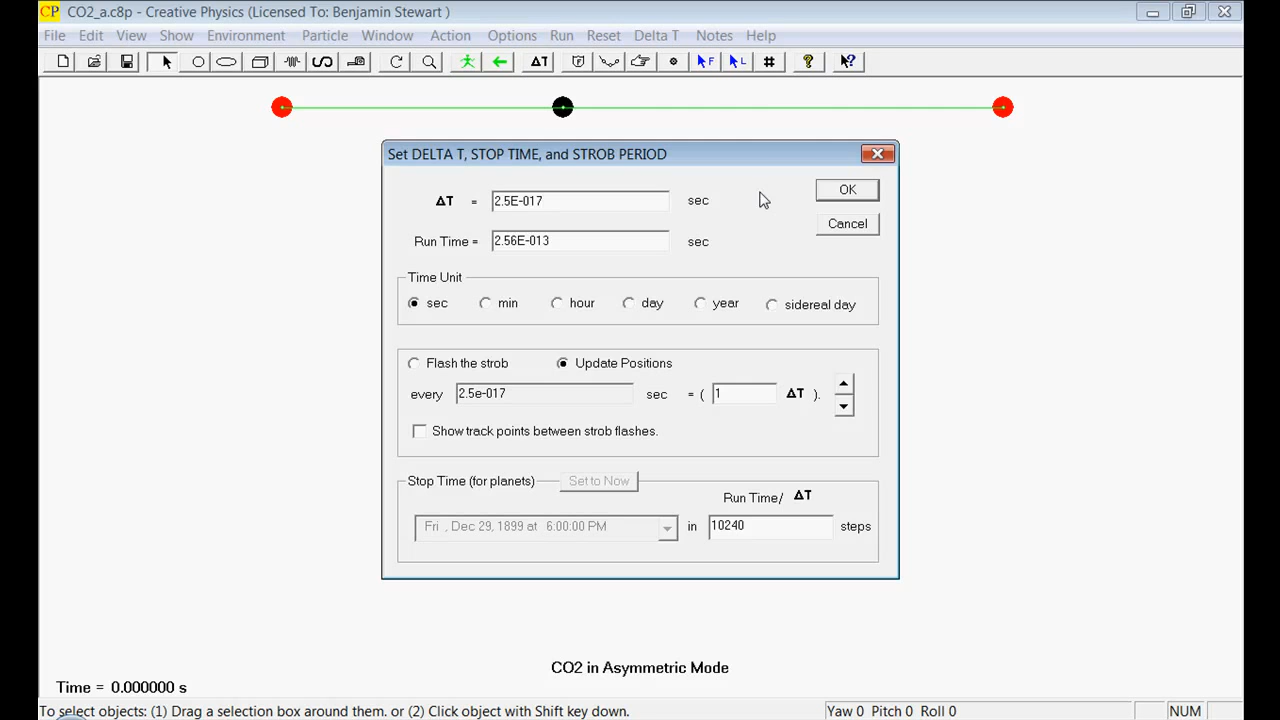 CP CO2_a.c8p - Creative Physics (Licensed To: Benjamin Stewart )
File Edit View Show Environment Particle Window Action Options Run Reset Delta T Notes Help
ΔT F L # ? ?
Set DELTA T, STOP TIME, and STROB PERIOD
ΔT = 2.5E-017 sec OK
Run Time = 2.56E-013 sec Cancel
Time Unit
sec min hour day year sidereal day
Flash the strob Update Positions
every 2.5e-017 sec = ( 1 ΔT ).
Show track points between strob flashes.
Stop Time (for planets) Set to Now Run Time/ ΔT
Fri , Dec 29, 1899 at 6:00:00 PM in 10240 steps
CO2 in Asymmetric Mode
Time = 0.000000 s
To select objects: (1) Drag a selection box around them. or (2) Click object with Shift key down. Yaw 0 Pitch 0 Roll 0 NUM